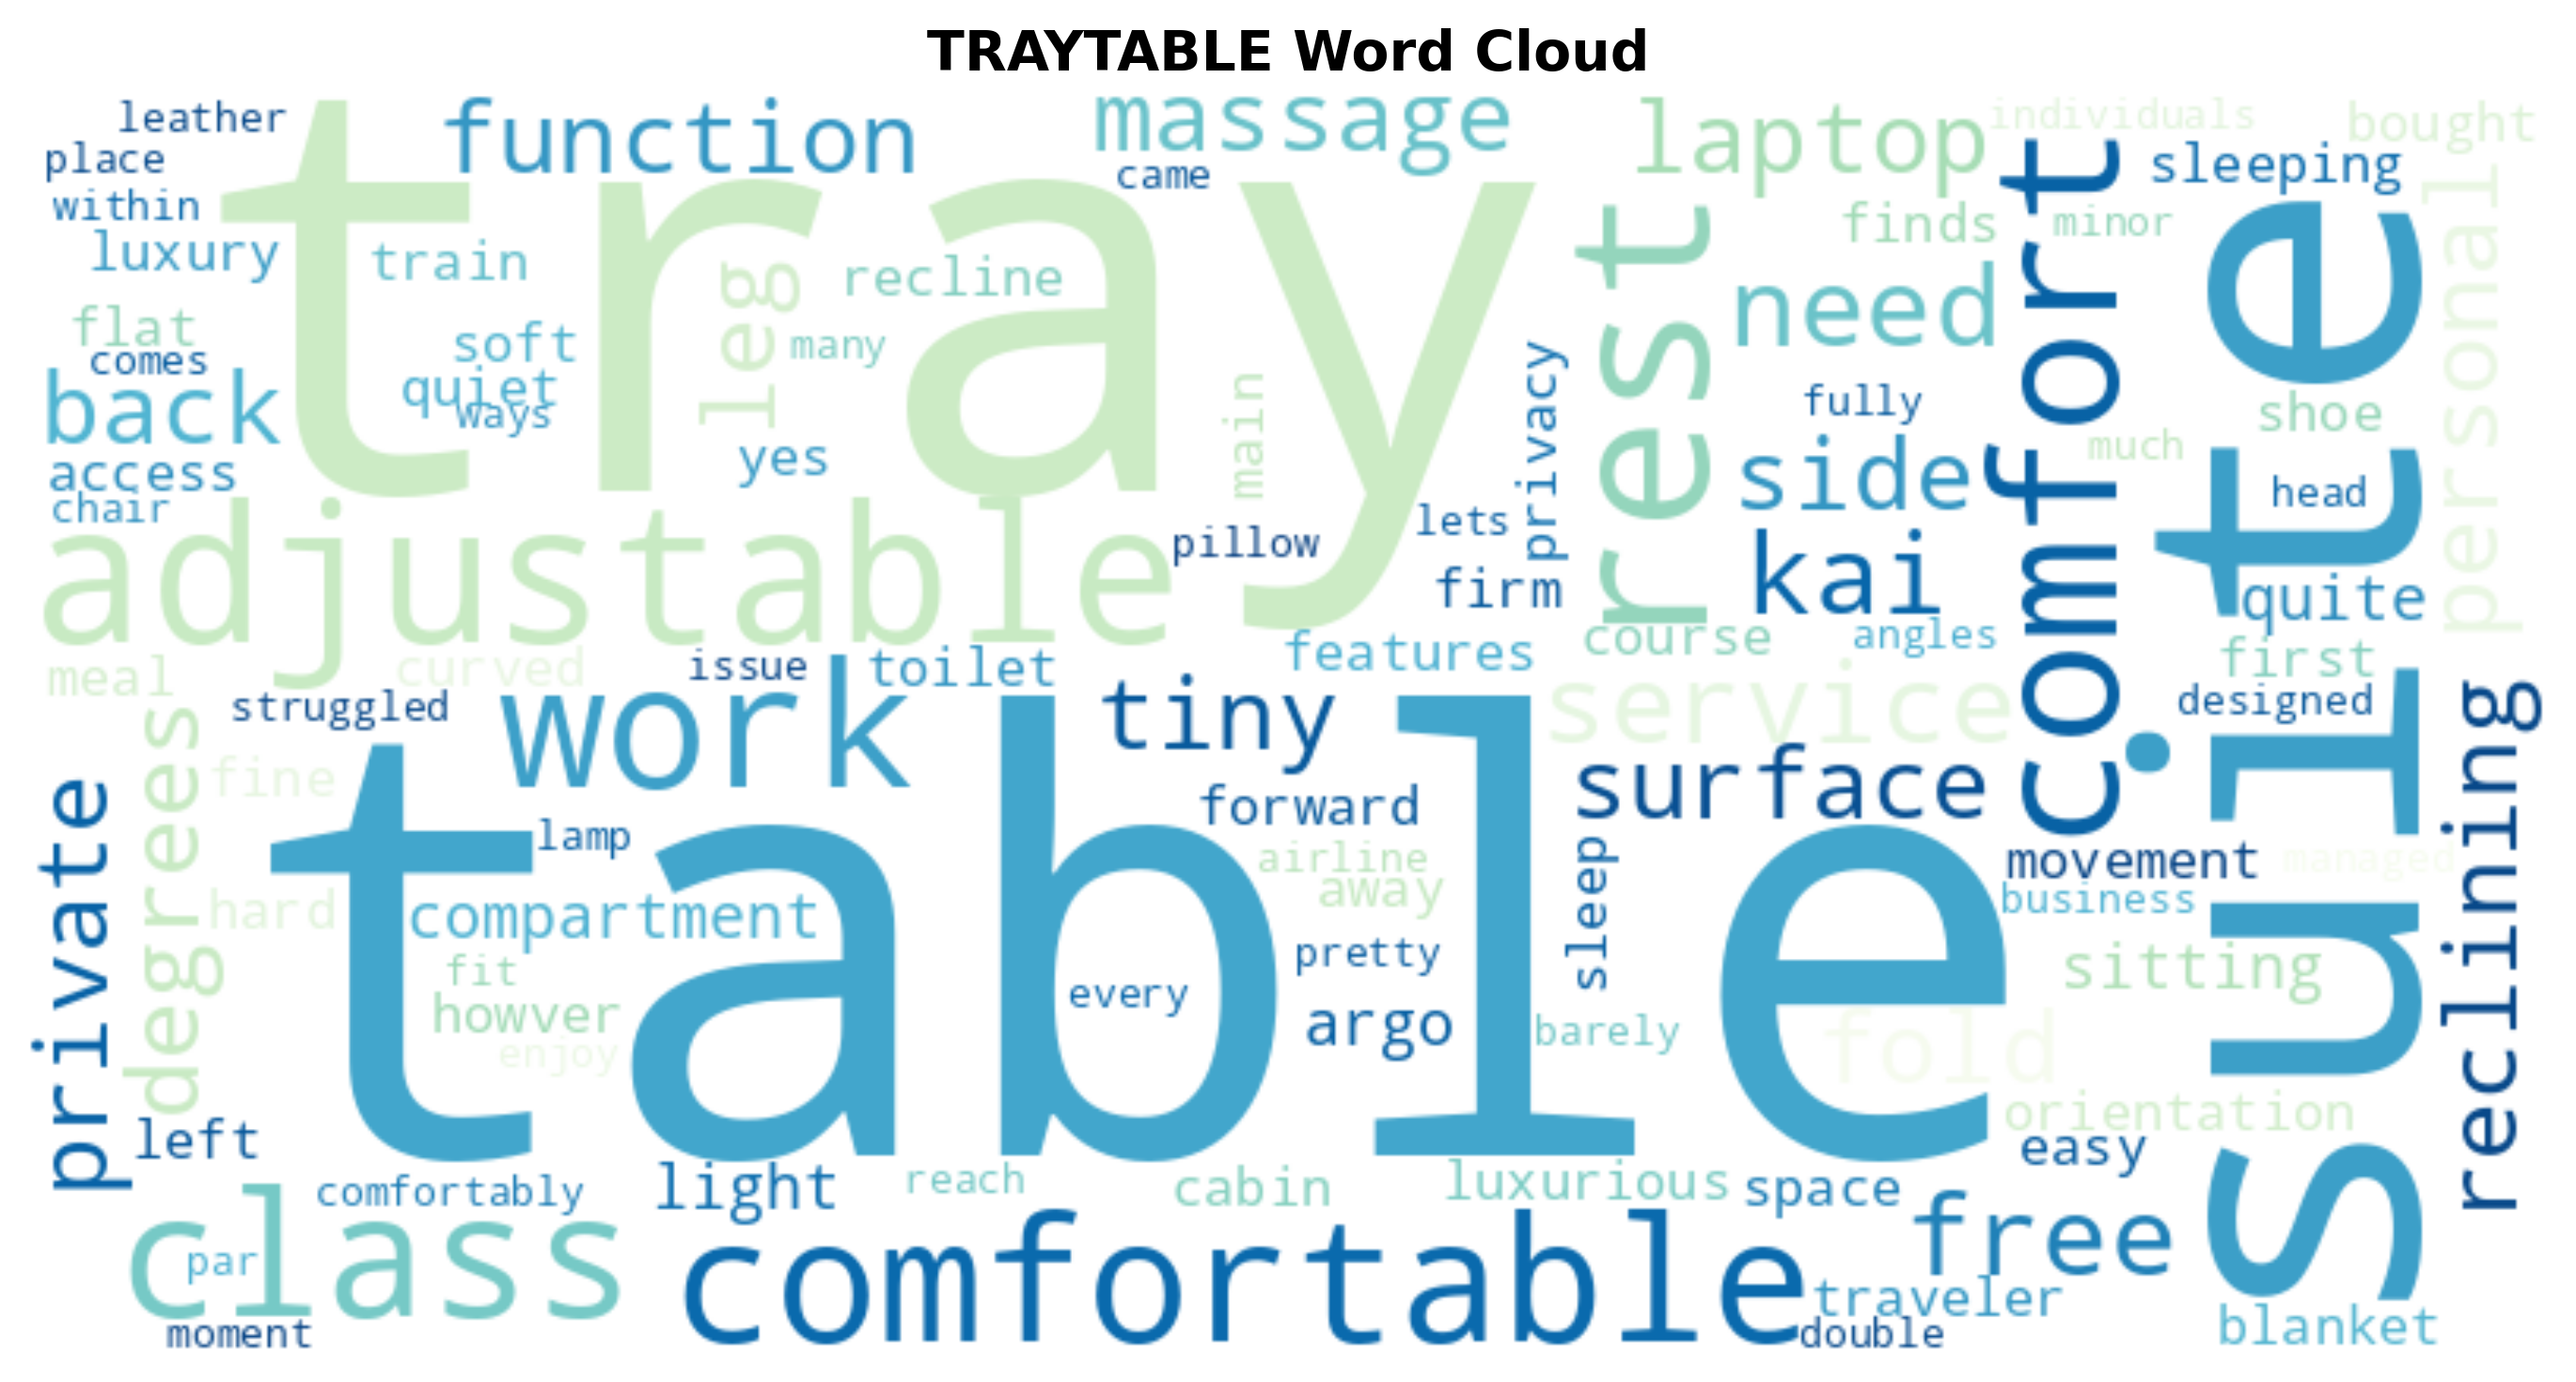 TRAYTABLE Word Cloud
leather
function
massage
laptop
individuals
bought
place
came
sleeping
within
tray
luxury
train
leg
recline
rest
finds
minor
comfort
personal
flat
soft
many
need
comes
quiet
ways
back
main
privacy
fully
shoe
access
yes
side
much
chair
lets
head
adjustable
pillow
firm
kai
quite
meal
curved
issue
toilet
features
course
angles
first
struggled
work
tiny
service
designed
suite
reclining
private
degrees
fine
forward
surface
lamp
table
airline
away
sleep
movement
managed
hard
compartment
business
fit
every
pretty
sitting
howver
argo
barely
fold
enjoy
orientation
left
easy
comfortably
light
reach
cabin
luxurious
space
class
par
comfortable
free
traveler
moment
double
blanket